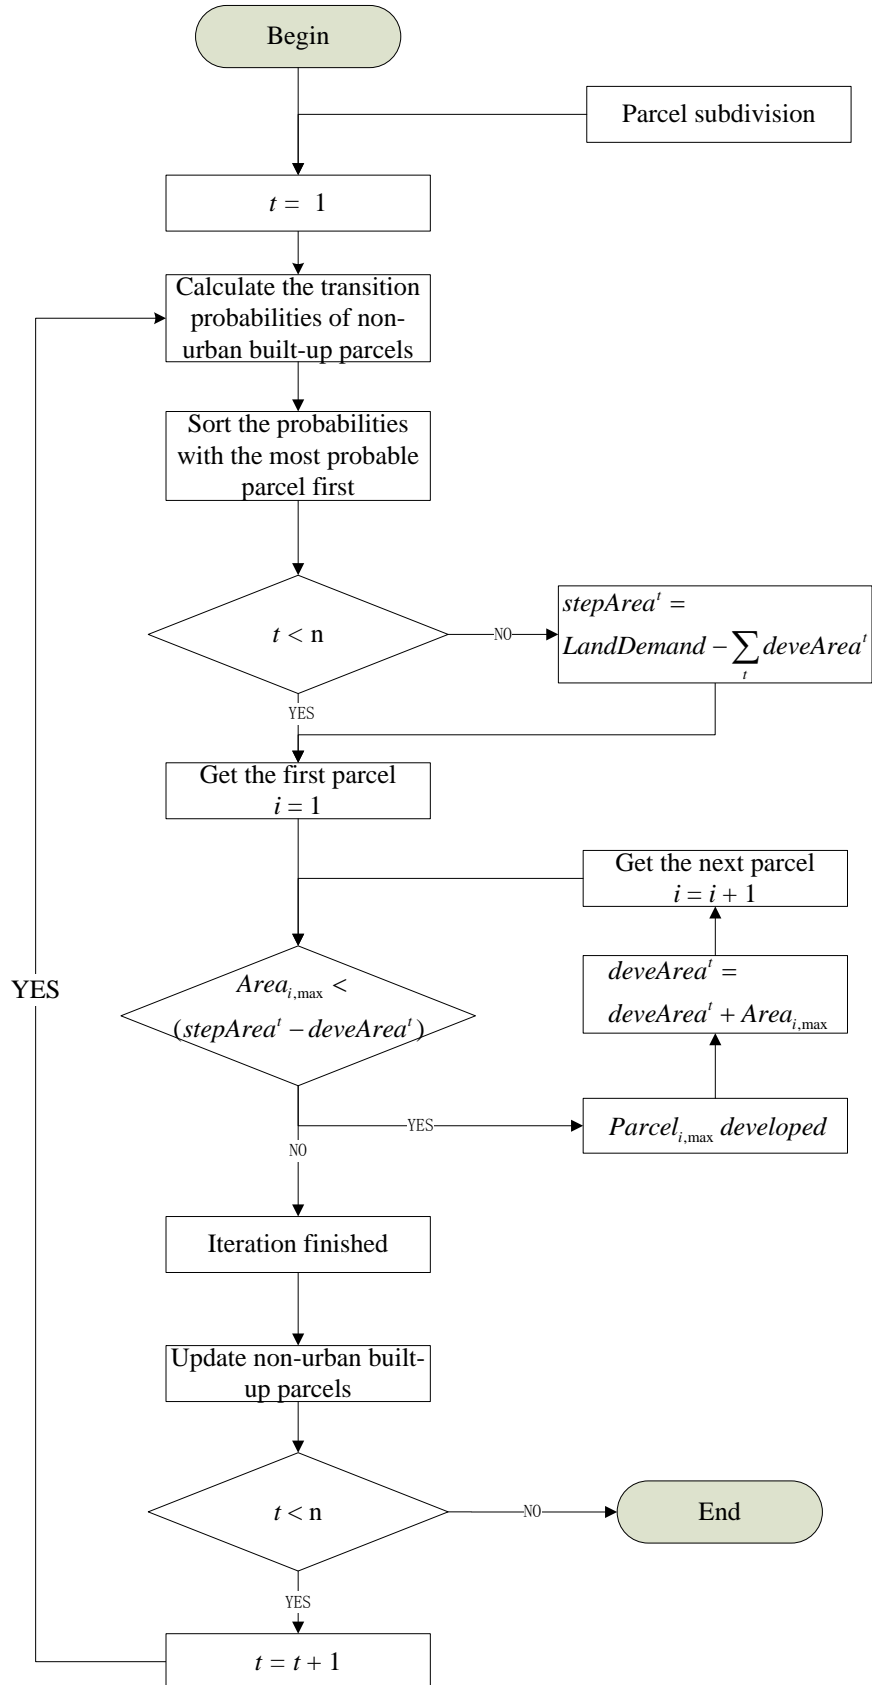 Begin
Parcel subdivision
t = 1
Calculate the transition
probabilities of non-
urban built-up parcels
Sort the probabilities
with the most probable
parcel first
t < n
NO
stepArea^t =
LandDemand − ∑_t deveArea^t
YES
Get the first parcel
i = 1
Get the next parcel
i = i + 1
deveArea^t =
deveArea^t + Area_{i,max}
Area_{i,max} <
(stepArea^t − deveArea^t)
YES
YES
Parcel_{i,max} developed
NO
Iteration finished
Update non-urban built-
up parcels
t < n
NO
End
YES
t = t + 1